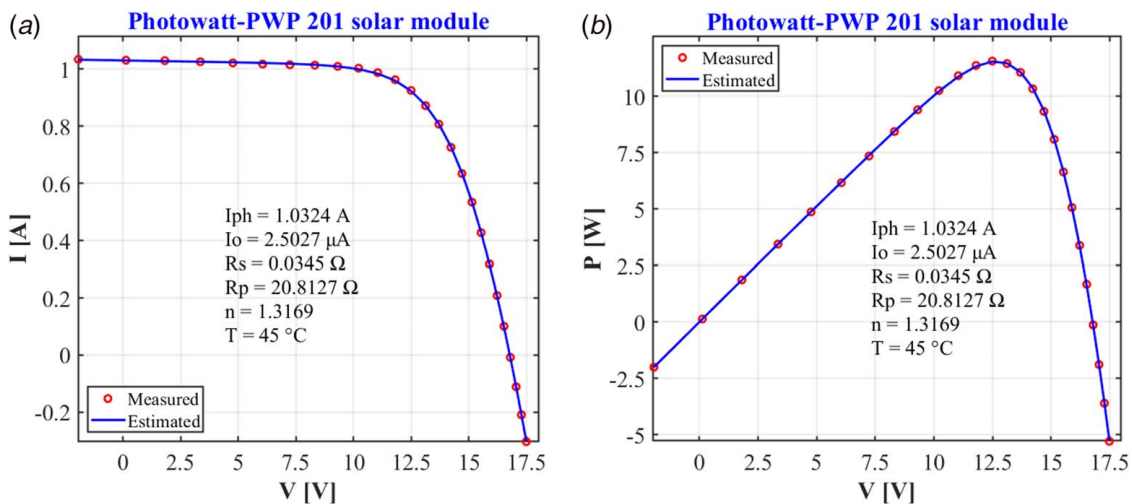 (a)
Photowatt-PWP 201 solar module
Measured
Estimated
1
0.8
0.6
0.4
0.2
0
-0.2
I [A]
Iph = 1.0324 A
Io = 2.5027 μA
Rs = 0.0345 Ω
Rp = 20.8127 Ω
n = 1.3169
T = 45 °C
0 2.5 5 7.5 10 12.5 15 17.5
V [V]
(b)
Photowatt-PWP 201 solar module
Measured
Estimated
10
7.5
5
2.5
0
-2.5
-5
P [W]
Iph = 1.0324 A
Io = 2.5027 μA
Rs = 0.0345 Ω
Rp = 20.8127 Ω
n = 1.3169
T = 45 °C
0 2.5 5 7.5 10 12.5 15 17.5
V [V]